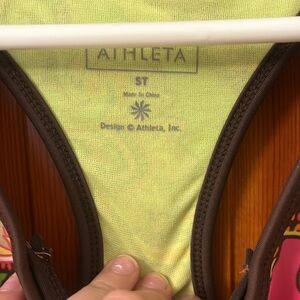 ATHLETA
ST
Made in China
Design © Athleta, Inc.